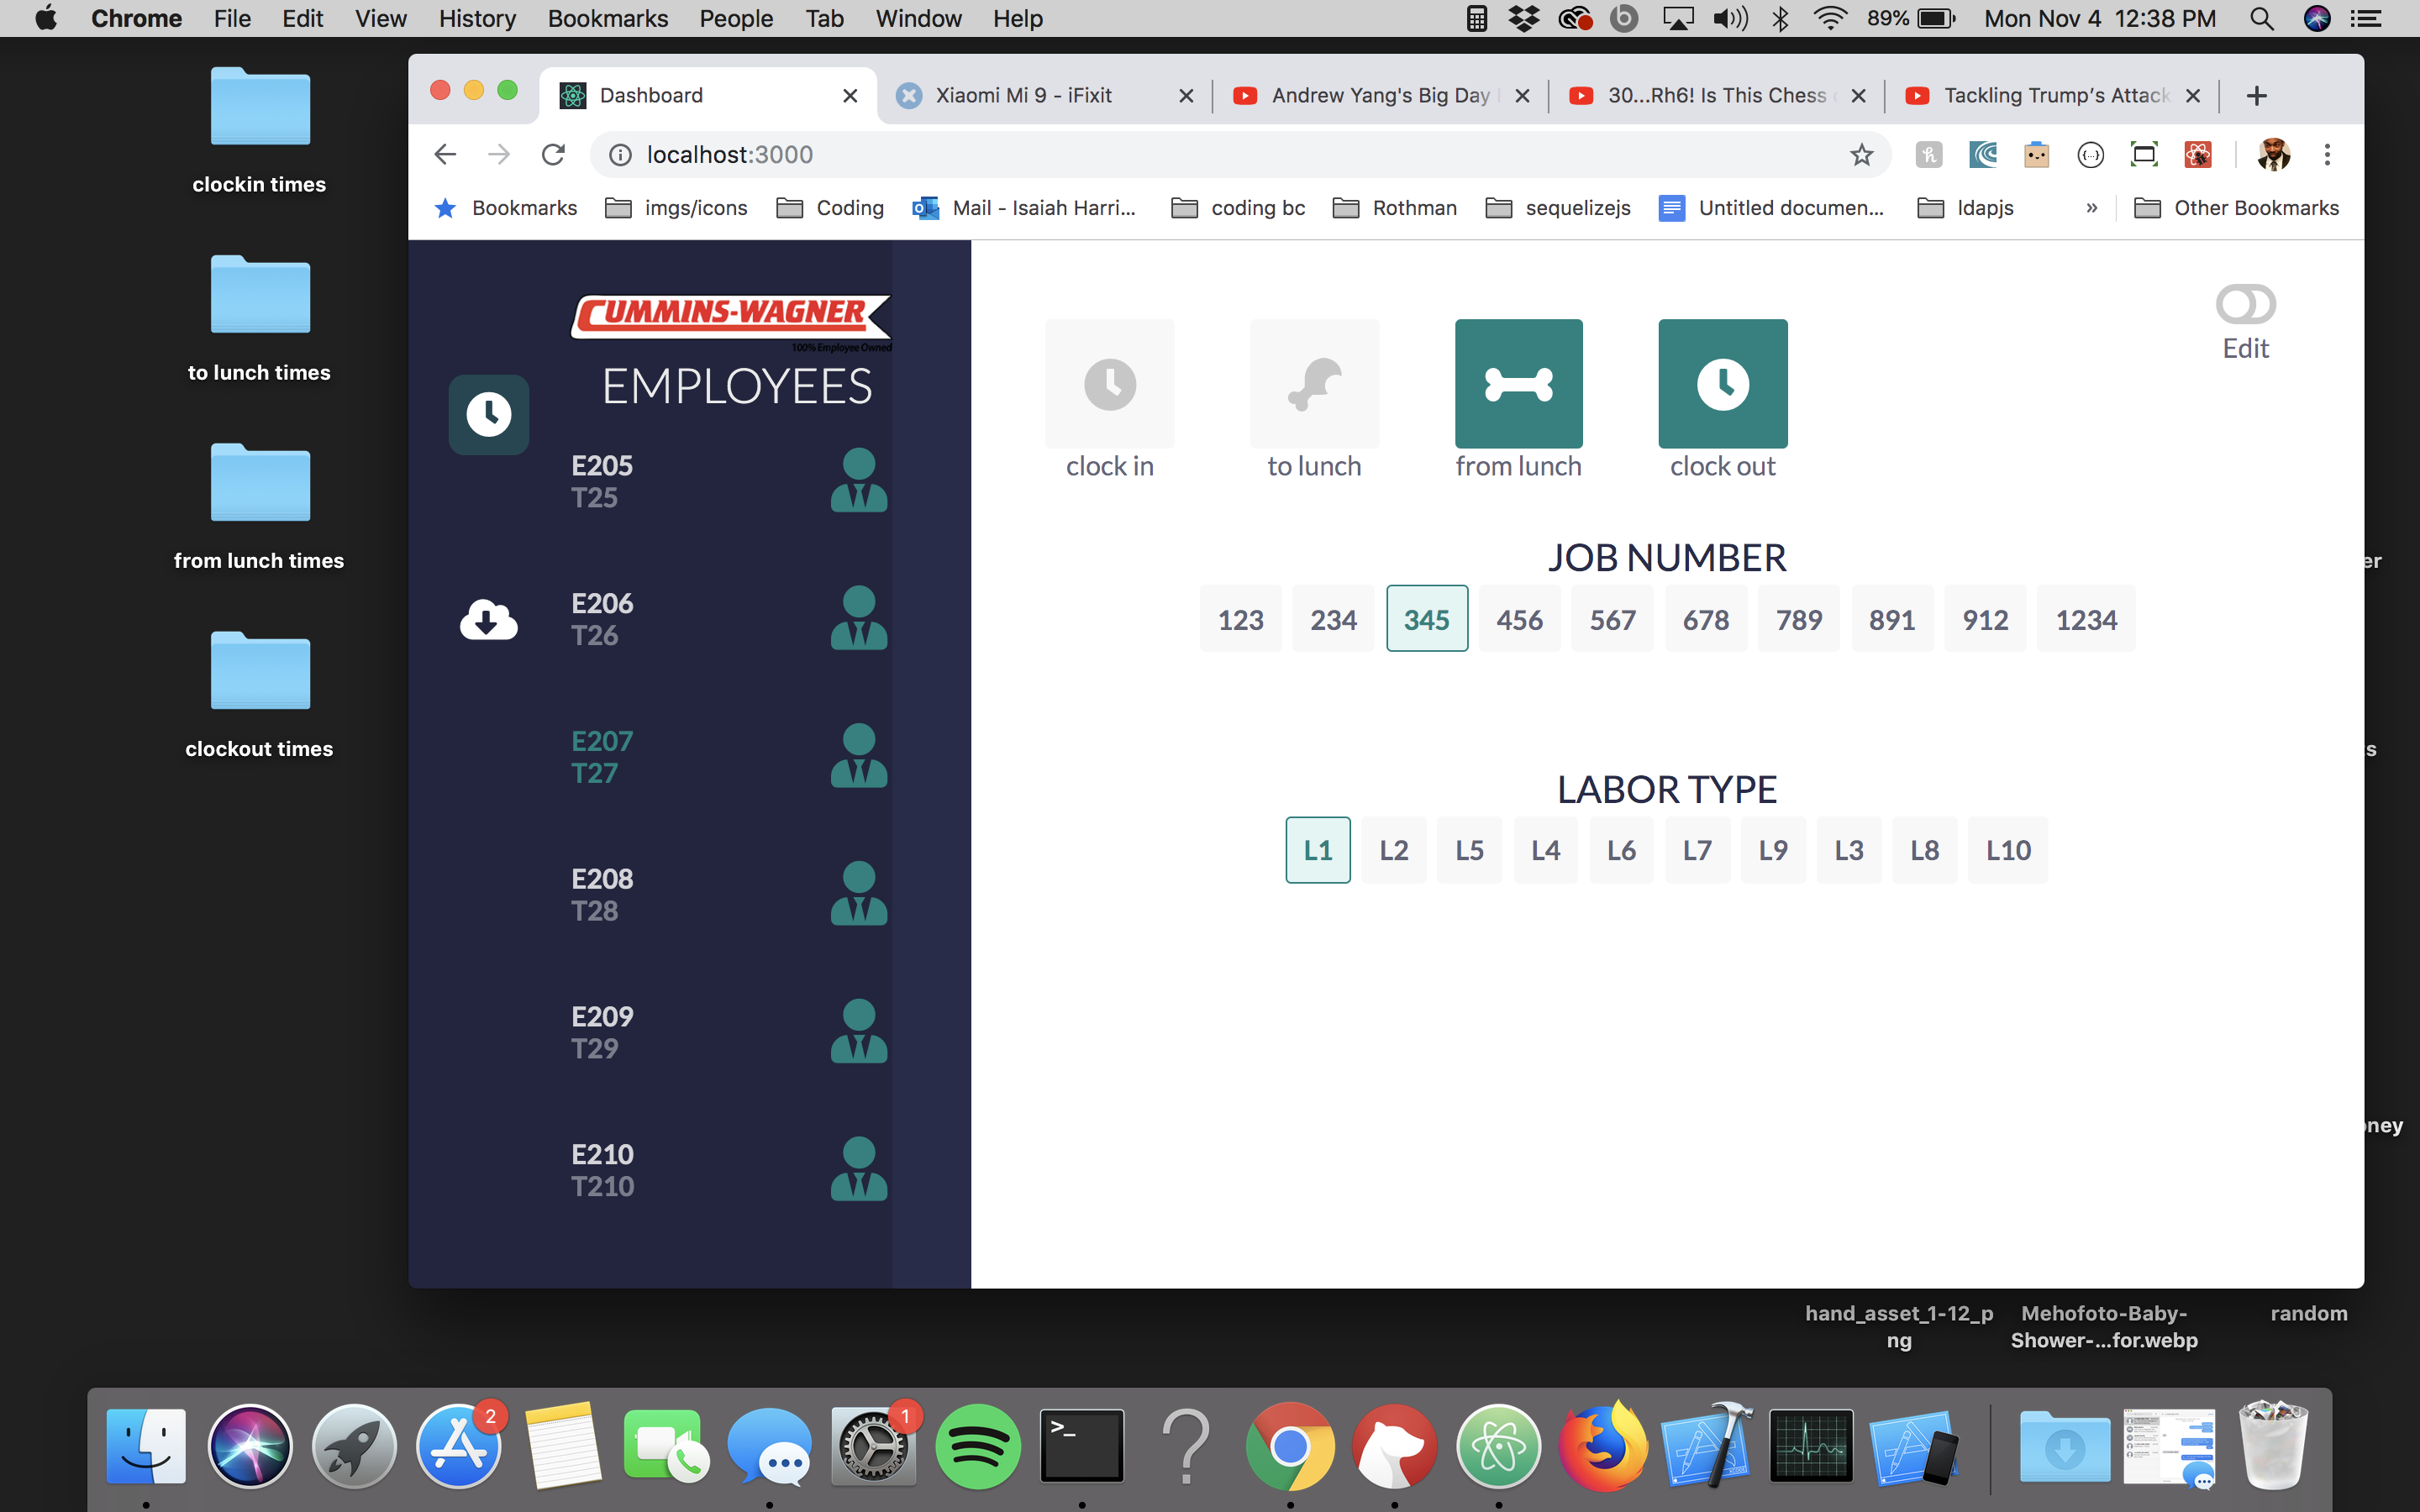 Chrome File Edit View History Bookmarks People Tab Window Help
89% Mon Nov 4 12:38 PM
clockin times
to lunch times
from lunch times
clockout times
Dashboard
Xiaomi Mi 9 - iFixit
Andrew Yang's Big Day
30...Rh6! Is This Chess
Tackling Trump's Attack
localhost:3000
Bookmarks imgs/icons Coding Mail - Isaiah Harri... coding bc Rothman sequelizejs Untitled documen... ldapjs » Other Bookmarks
CUMMINS-WAGNER
100% Employee Owned
EMPLOYEES
E205
T25
E206
T26
E207
T27
E208
T28
E209
T29
E210
T210
Edit
clock in
to lunch
from lunch
clock out
JOB NUMBER
123 234 345 456 567 678 789 891 912 1234
LABOR TYPE
L1 L2 L5 L4 L6 L7 L9 L3 L8 L10
hand_asset_1-12_p
ng
Mehofoto-Baby-
Shower-...for.webp
random
2
1
>_